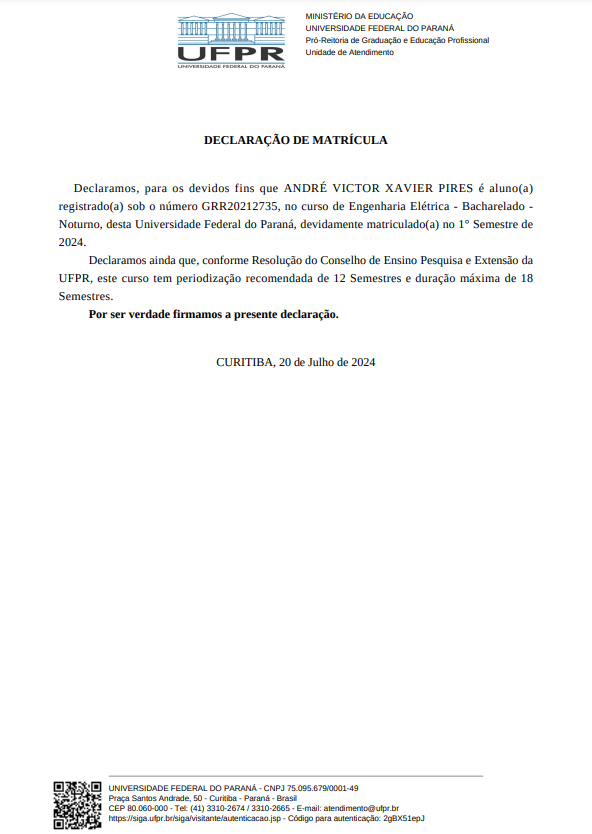 UFPR
UNIVERSIDADE FEDERAL DO PARANÁ
MINISTÉRIO DA EDUCAÇÃO
UNIVERSIDADE FEDERAL DO PARANÁ
Pró-Reitoria de Graduação e Educação Profissional
Unidade de Atendimento
DECLARAÇÃO DE MATRÍCULA
Declaramos, para os devidos fins que ANDRÉ VICTOR XAVIER PIRES é aluno(a)
registrado(a) sob o número GRR20212735, no curso de Engenharia Elétrica - Bacharelado -
Noturno, desta Universidade Federal do Paraná, devidamente matriculado(a) no 1° Semestre de
2024.
Declaramos ainda que, conforme Resolução do Conselho de Ensino Pesquisa e Extensão da
UFPR, este curso tem periodização recomendada de 12 Semestres e duração máxima de 18
Semestres.
Por ser verdade firmamos a presente declaração.
CURITIBA, 20 de Julho de 2024
UNIVERSIDADE FEDERAL DO PARANÁ - CNPJ 75.095.679/0001-49
Praça Santos Andrade, 50 - Curitiba - Paraná - Brasil
CEP 80.060-000 - Tel: (41) 3310-2674 / 3310-2665 - E-mail: atendimento@ufpr.br
https://siga.ufpr.br/siga/visitante/autenticacao.jsp - Código para autenticação: 2gBX51epJ